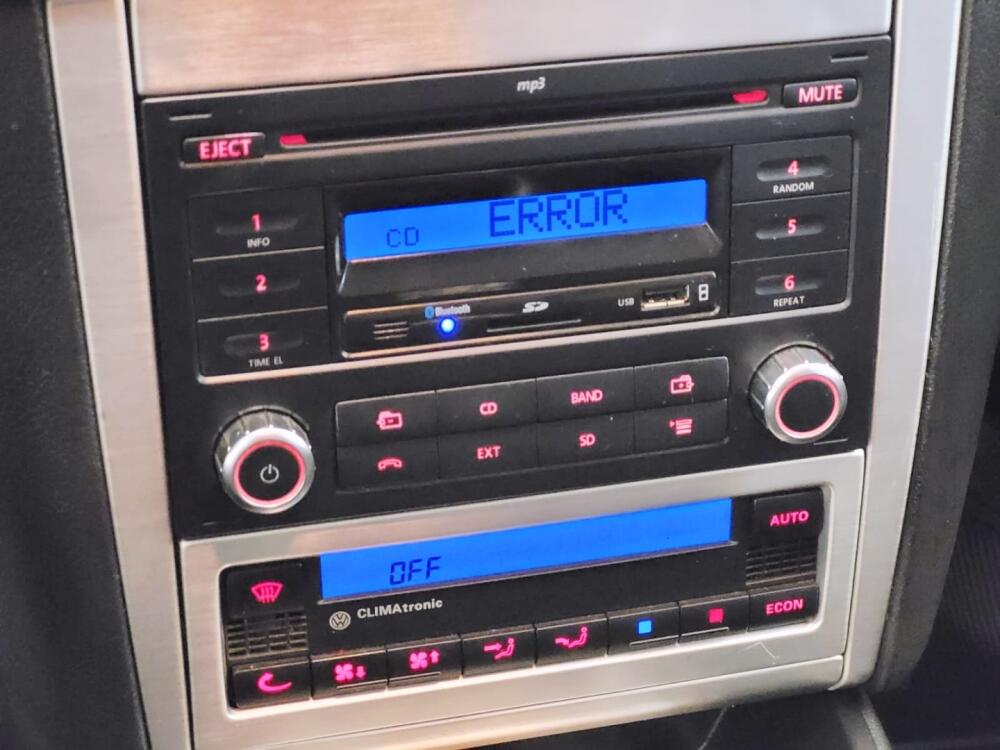 mp3
EJECT
MUTE
1
INFO
CD ERROR
4
RANDOM
2
5
3
TIME EL
Bluetooth
SD
USB
6
REPEAT
CD
BAND
EXT
SD
OFF
AUTO
CLIMAtronic
ECON